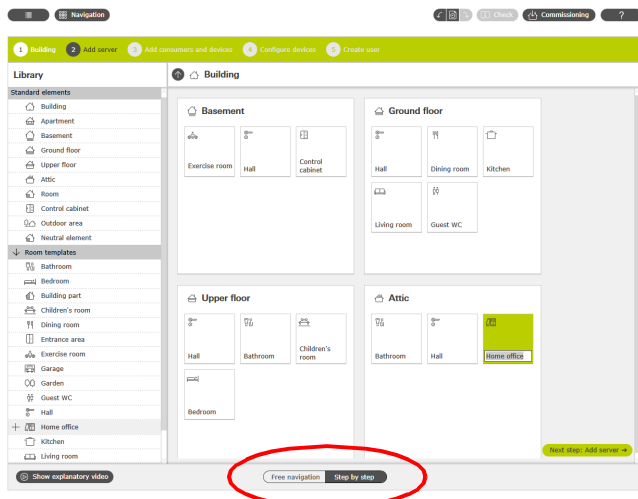 Navigation
Check
Commissioning
?
1 Building 2 Add server 3 Add consumers and devices 4 Configure devices 5 Create user
Library
Building
Standard elements
Building
Apartment
Basement
Ground floor
Upper floor
Attic
Room
Control cabinet
Outdoor area
Neutral element
Room templates
Bathroom
Bedroom
Building part
Children's room
Dining room
Entrance area
Exercise room
Garage
Garden
Guest WC
Hall
Home office
Kitchen
Living room
Basement
Exercise room
Hall
Control
cabinet
Ground floor
Hall
Dining room
Kitchen
Living room
Guest WC
Upper floor
Hall
Bathroom
Children's
room
Bedroom
Attic
Bathroom
Hall
Home office
Next step: Add server →
Show explanatory video
Free navigation Step by step